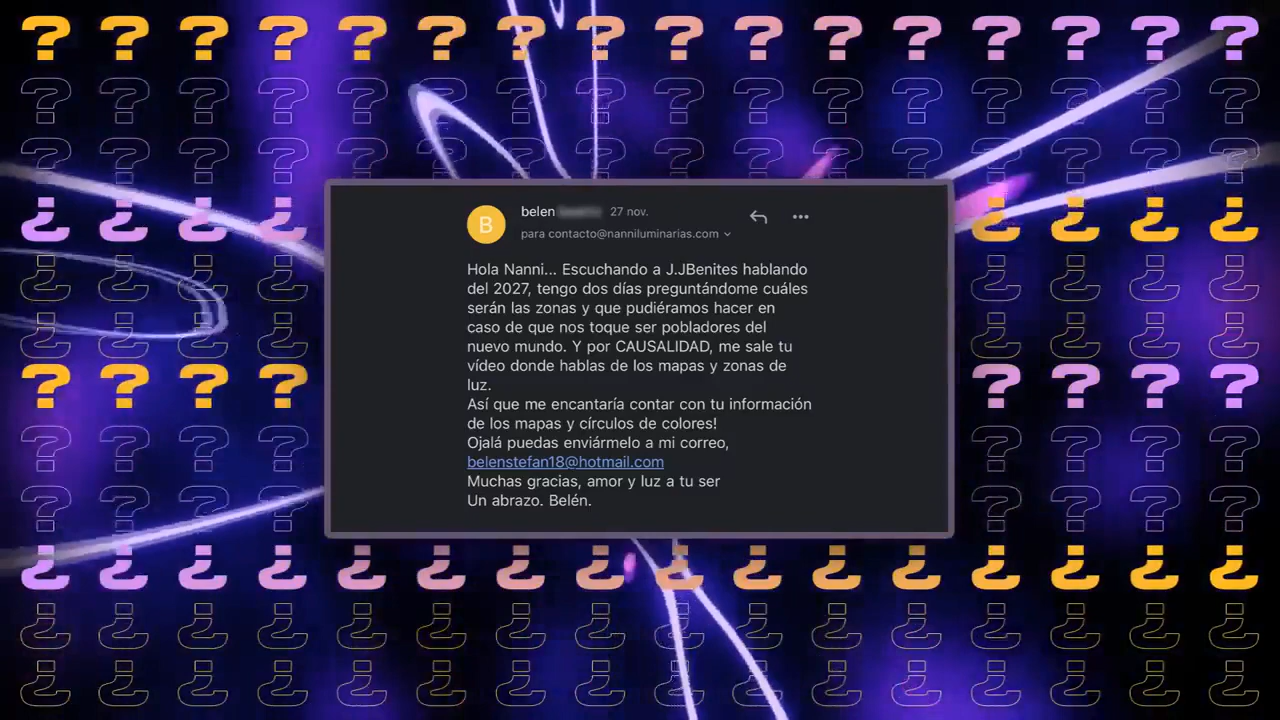 ? ? ? ? ? ? ? ? ? ? ? ? ? ? ? ?
? ? ? ? ? ? ? ? ? ? ? ? ? ? ? ?
? ? ? ? ? ? ? ? ? ? ? ? ? ? ? ?
¿ ¿ ¿ ¿ ¿ ¿ ¿ ¿
B
belen 27 nov.
para contacto@nanniluminarias.com
Hola Nanni... Escuchando a J.JBenites hablando
del 2027, tengo dos días preguntándome cuáles
serán las zonas y que pudiéramos hacer en
caso de que nos toque ser pobladores del
nuevo mundo. Y por CAUSALIDAD, me sale tu
vídeo donde hablas de los mapas y zonas de
luz.
Así que me encantaría contar con tu información
de los mapas y círculos de colores!
Ojalá puedas enviármelo a mi correo,
belenstefan18@hotmail.com
Muchas gracias, amor y luz a tu ser
Un abrazo. Belén.
¿ ¿ ¿ ¿ ¿ ¿ ¿ ¿
¿ ¿ ¿ ¿ ¿ ¿ ¿ ¿
? ? ? ? ? ? ? ?
? ? ? ? ? ? ? ?
? ? ? ? ? ? ? ?
¿ ¿ ¿ ¿ ¿ ¿ ¿ ¿ ¿ ¿ ¿ ¿ ¿ ¿ ¿ ¿
¿ ¿ ¿ ¿ ¿ ¿ ¿ ¿ ¿ ¿ ¿ ¿ ¿ ¿ ¿ ¿
¿ ¿ ¿ ¿ ¿ ¿ ¿ ¿ ¿ ¿ ¿ ¿ ¿ ¿ ¿ ¿